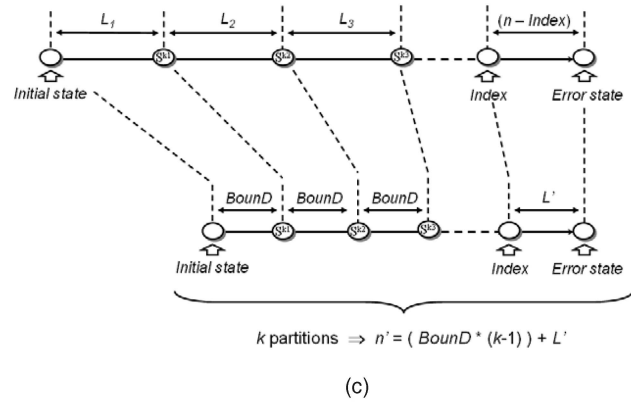 L₁ L₂ L₃ (n – Index)
Sᵏ¹ Sᵏ² Sᵏ³
Initial state Index Error state
BounD BounD BounD L’
Sᵏ¹ Sᵏ² Sᵏ³
Initial state Index Error state
k partitions ⇒ n’ = ( BounD * (k-1) ) + L’
(c)